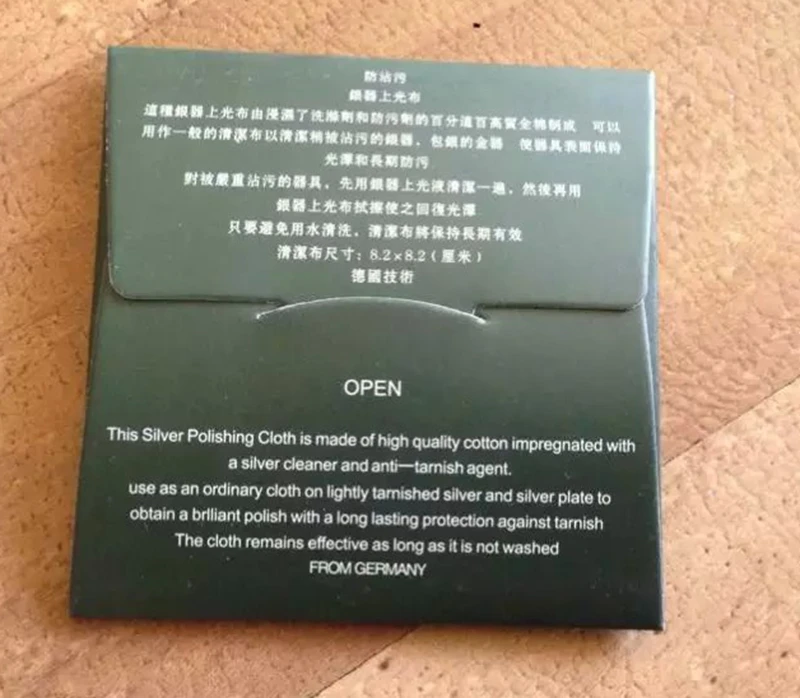 防沾污
銀器上光布
這種銀器上光布由浸濕了洗滌劑和防污劑的百分這百高質全棉制成 可以
用作一般的清潔布以清潔稍被沾污的銀器，包銀的金器 使器具表面保持
光澤和長期防污
對被嚴重沾污的器具，先用銀器上光液清潔一遍，然後再用
銀器上光布拭擦使之回復光澤
只要避免用水清洗，清潔布將保持長期有效
清潔布尺寸：8.2×8.2（厘米）
德國技術
OPEN
This Silver Polishing Cloth is made of high quality cotton impregnated with
a silver cleaner and anti—tarnish agent.
use as an ordinary cloth on lightly tarnished silver and silver plate to
obtain a brlliant polish with a long lasting protection against tarnish
The cloth remains effective as long as it is not washed
FROM GERMANY